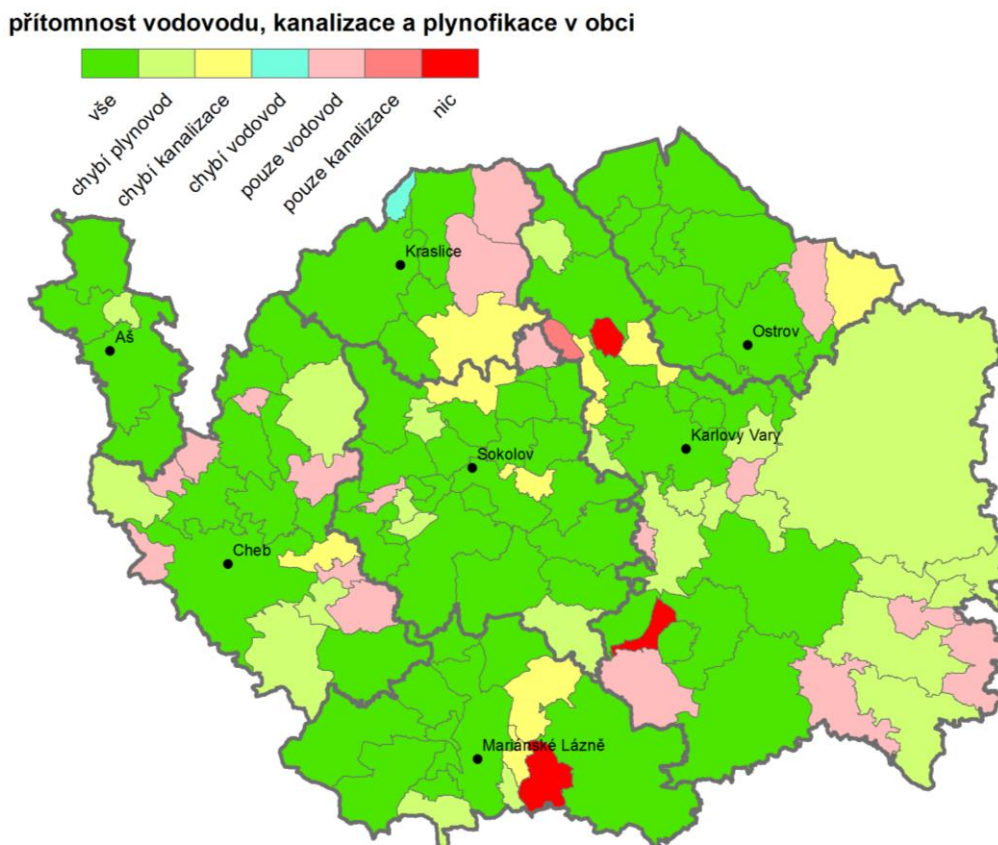 přítomnost vodovodu, kanalizace a plynofikace v obci
vše
chybí plynovod
chybí kanalizace
chybí vodovod
pouze vodovod
pouze kanalizace
nic
Kraslice
Ostrov
Aš
Karlovy Vary
Sokolov
Cheb
Mariánské Lázně